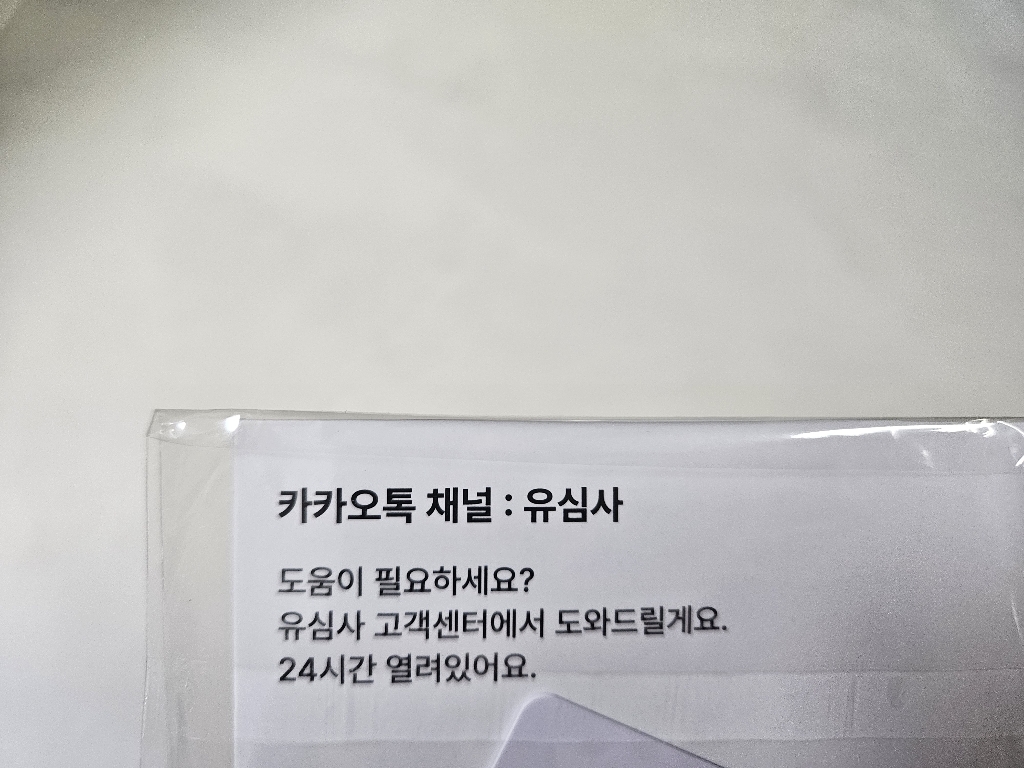 카카오톡 채널 : 유심사
도움이 필요하세요?
유심사 고객센터에서 도와드릴게요.
24시간 열려있어요.